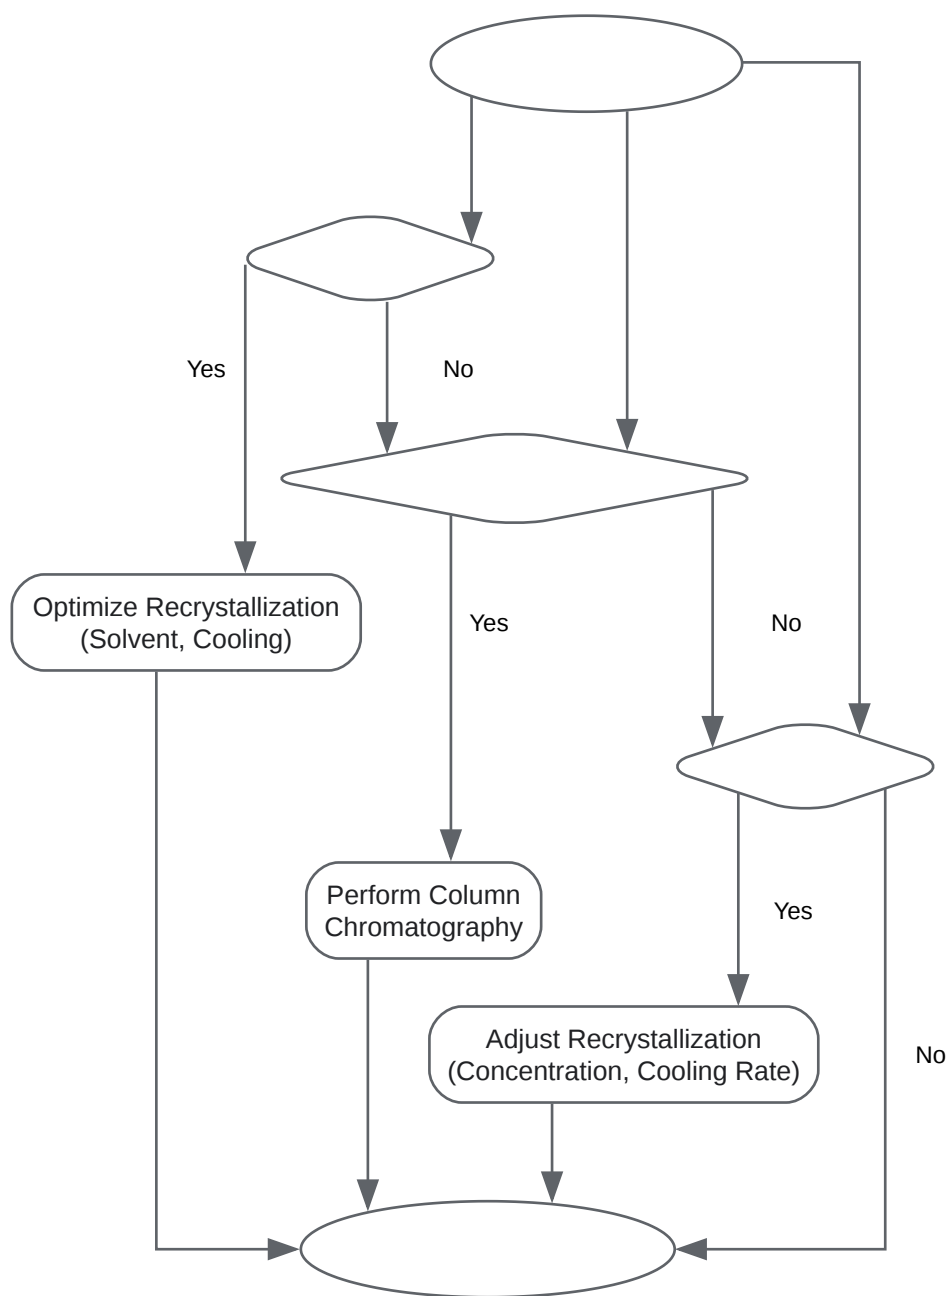 Yes
No
Optimize Recrystallization
(Solvent, Cooling)
Yes
No
Perform Column
Chromatography
Yes
Adjust Recrystallization
(Concentration, Cooling Rate)
No